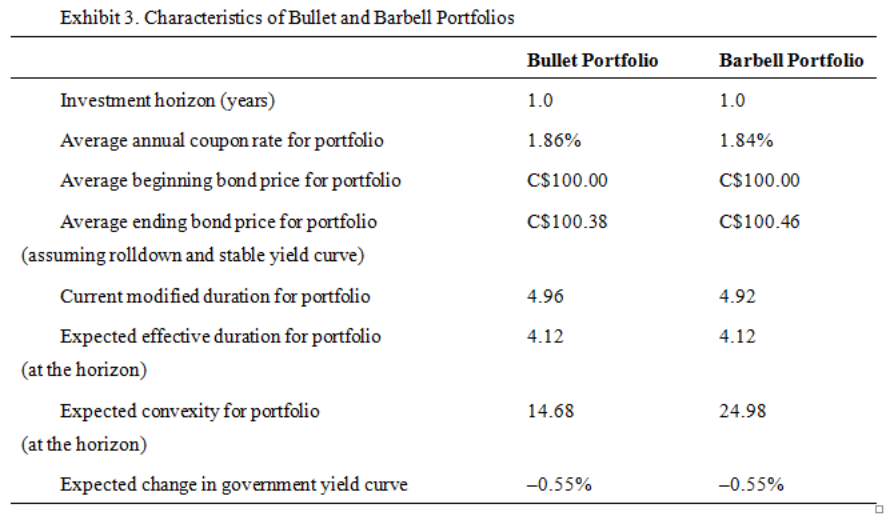 Exhibit 3. Characteristics of Bullet and Barbell Portfolios
Bullet Portfolio Barbell Portfolio
Investment horizon (years) 1.0 1.0
Average annual coupon rate for portfolio 1.86% 1.84%
Average beginning bond price for portfolio C$100.00 C$100.00
Average ending bond price for portfolio C$100.38 C$100.46
(assuming rolldown and stable yield curve)
Current modified duration for portfolio 4.96 4.92
Expected effective duration for portfolio 4.12 4.12
(at the horizon)
Expected convexity for portfolio 14.68 24.98
(at the horizon)
Expected change in government yield curve –0.55% –0.55%